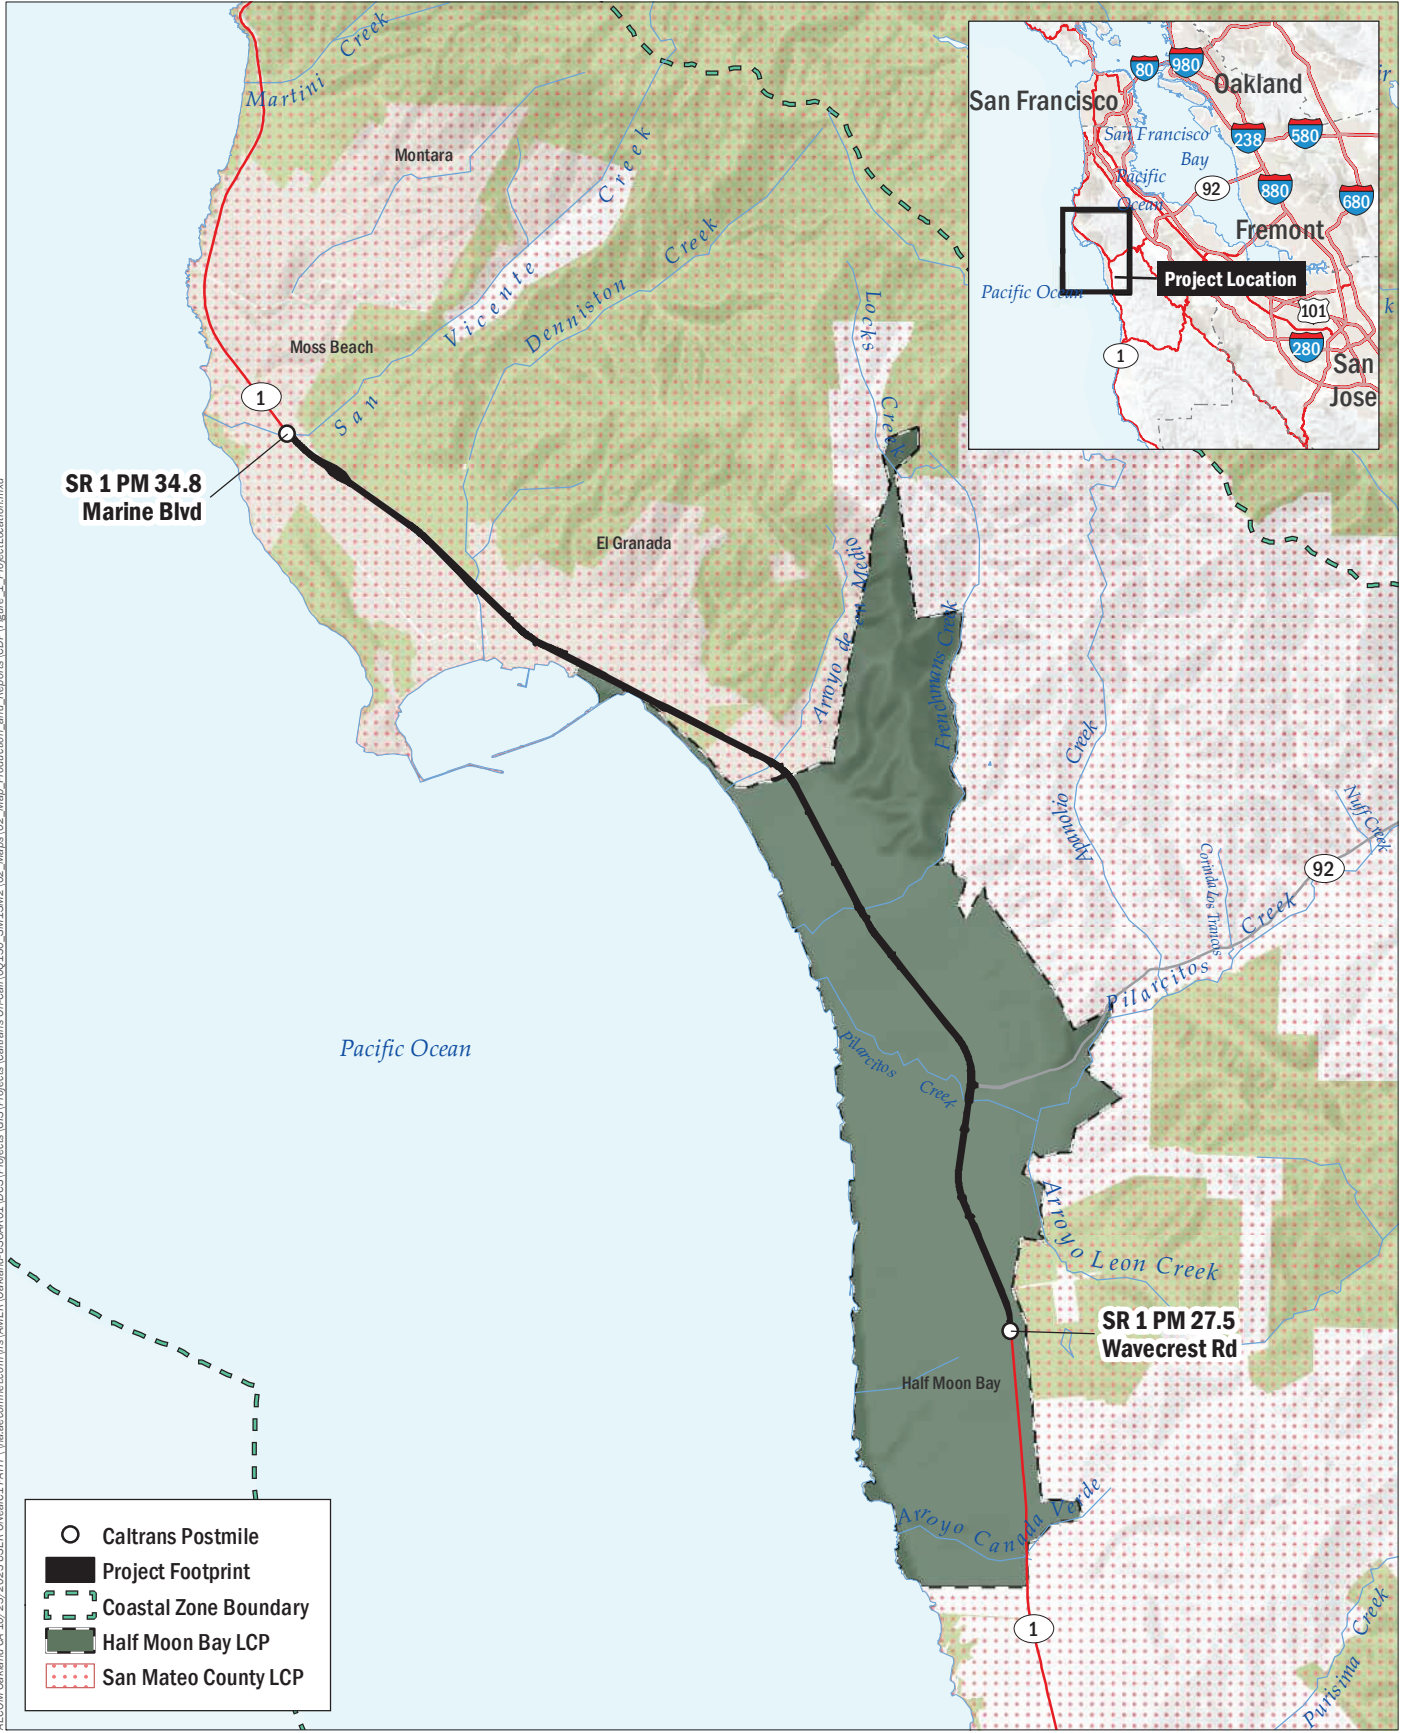 Martini Creek
Montara
San Vicente Creek
Denniston Creek
Moss Beach
1
SR 1 PM 34.8
Marine Blvd
Locks Creek
El Granada
Arroyo de en Medio
Frenchmans Creek
Apanolio Creek
Nuff Creek
Corinda Los Trancos
92
Pilarcitos Creek
Pacific Ocean
Pilarcitos Creek
Arroyo Leon Creek
SR 1 PM 27.5
Wavecrest Rd
Half Moon Bay
Arroyo Canada Verde
1
Purisima Creek
San Francisco
80
980
Oakland
San Francisco
Bay
238
580
Pacific
Ocean
92
880
680
Fremont
Pacific Ocean
Project Location
101
1
280
San
Jose
Caltrans Postmile
Project Footprint
Coastal Zone Boundary
Half Moon Bay LCP
San Mateo County LCP